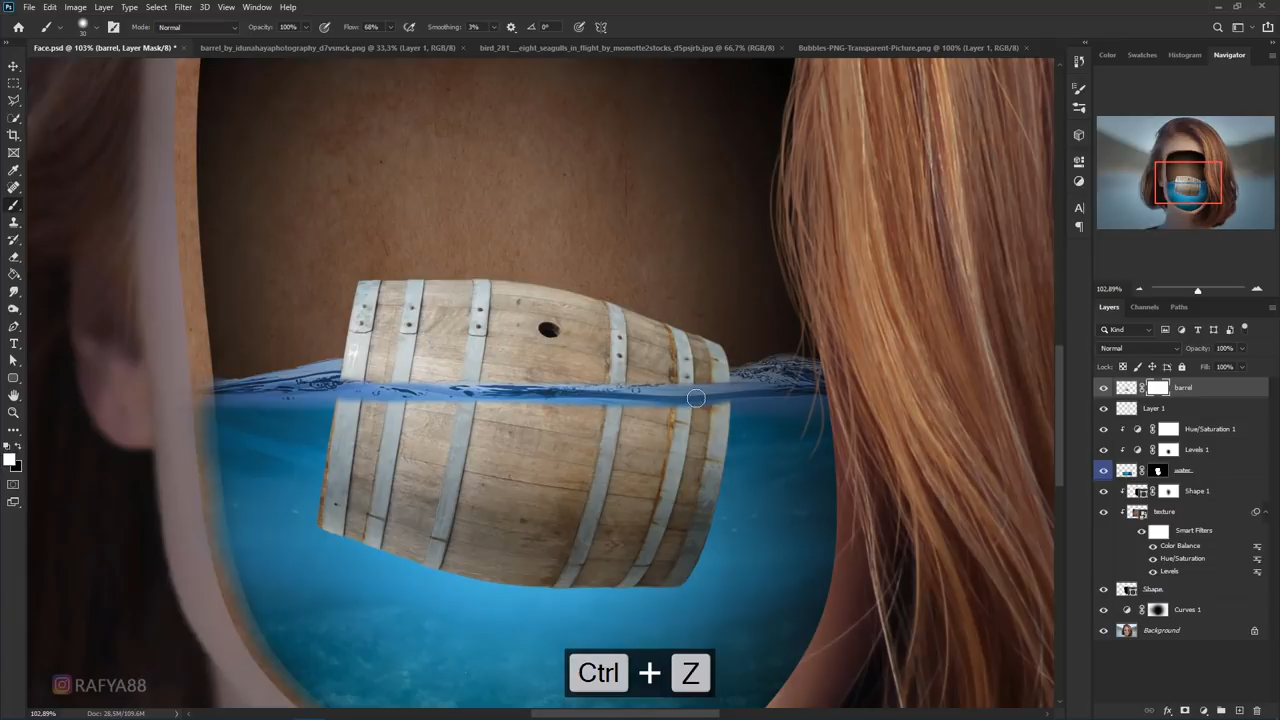 Ps File Edit Image Layer Type Select Filter 3D View Window Help
30 Mode: Normal Opacity: 100% Flow: 68% Smoothing: 3% 0°
Face.psd @ 103% (barrel, Layer Mask/8) * × barrel_by_idunahayaphotography_d7vsmck.png @ 33,3% (Layer 1, RGB/8) × bird_281__eight_seagulls_in_flight_by_momotte2stocks_d5psjrb.jpg @ 66,7% (RGB/8) × Bubbles-PNG-Transparent-Picture.png @ 100% (Layer 1, RGB/8) ×
Color Swatches Histogram Navigator
102,89%
Layers Channels Paths
Kind
Normal Opacity: 100%
Lock: Fill: 100%
barrel
Layer 1
Hue/Saturation 1
Levels 1
water
Shape 1
texture
Smart Filters
Color Balance
Hue/Saturation
Levels
Shape.
Curves 1
Background
Ctrl + Z
RAFYA88
102,89% Doc: 28,5M/109,6M